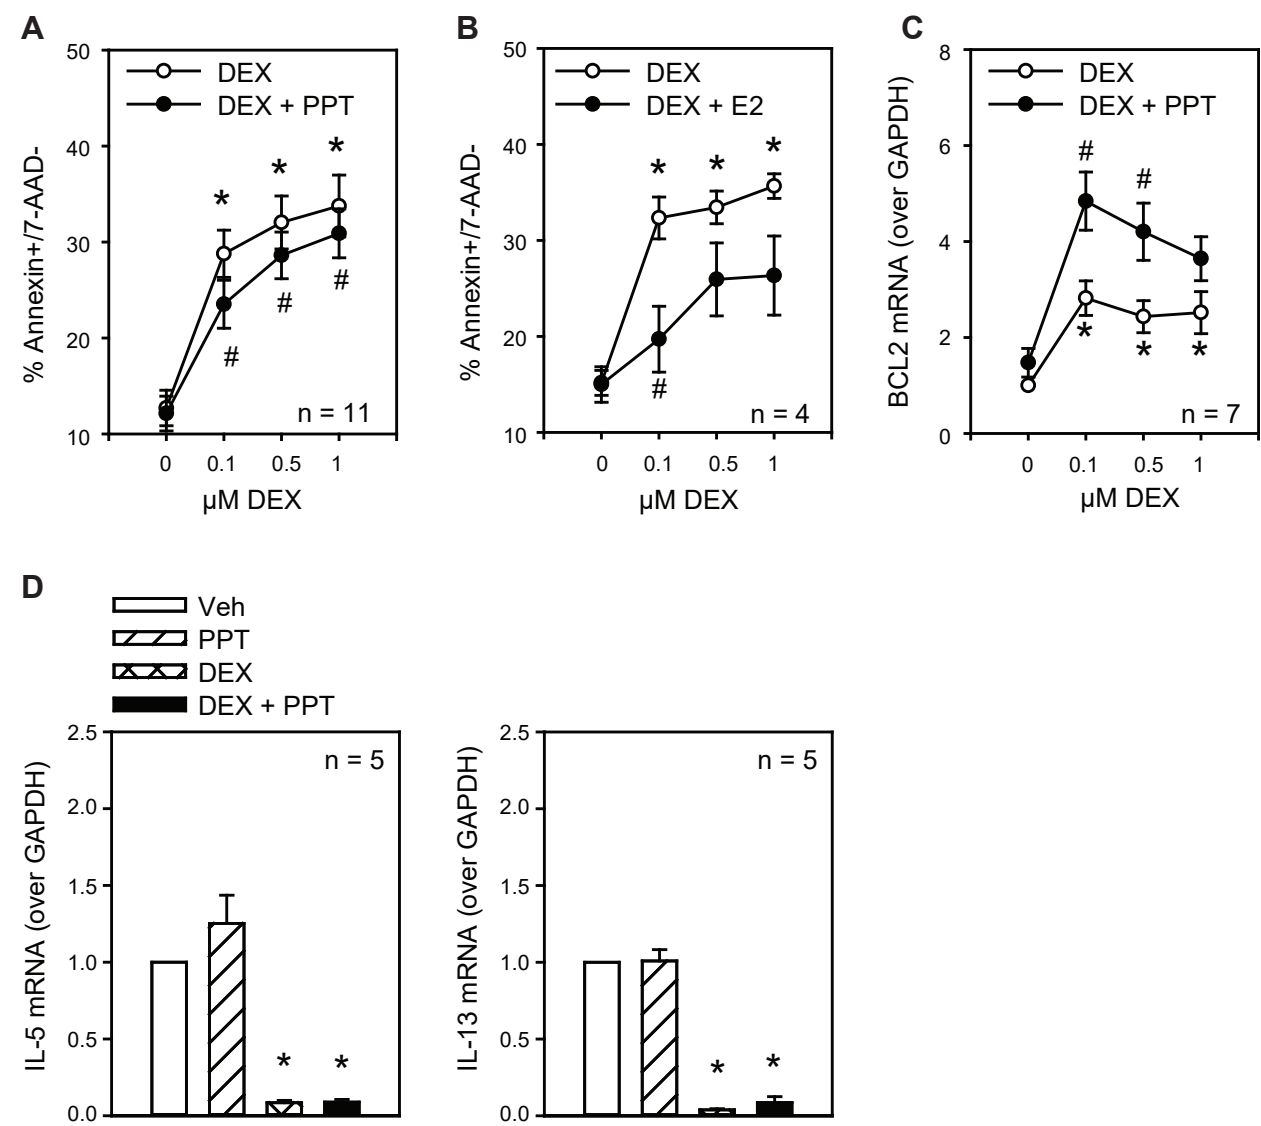 A
50
40
30
20
10
% Annexin+/7-AAD-
DEX
DEX + PPT
*
*
*
#
#
#
n = 11
0 0.1 0.5 1
µM DEX
B
50
40
30
20
10
% Annexin+/7-AAD-
DEX
DEX + E2
*
*
*
#
n = 4
0 0.1 0.5 1
µM DEX
C
8
6
4
2
0
BCL2 mRNA (over GAPDH)
DEX
DEX + PPT
#
#
*
*
*
n = 7
0 0.1 0.5 1
µM DEX
D
Veh
PPT
DEX
DEX + PPT
2.5
2.0
1.5
1.0
0.5
0.0
IL-5 mRNA (over GAPDH)
n = 5
*
*
2.5
2.0
1.5
1.0
0.5
0.0
IL-13 mRNA (over GAPDH)
n = 5
*
*